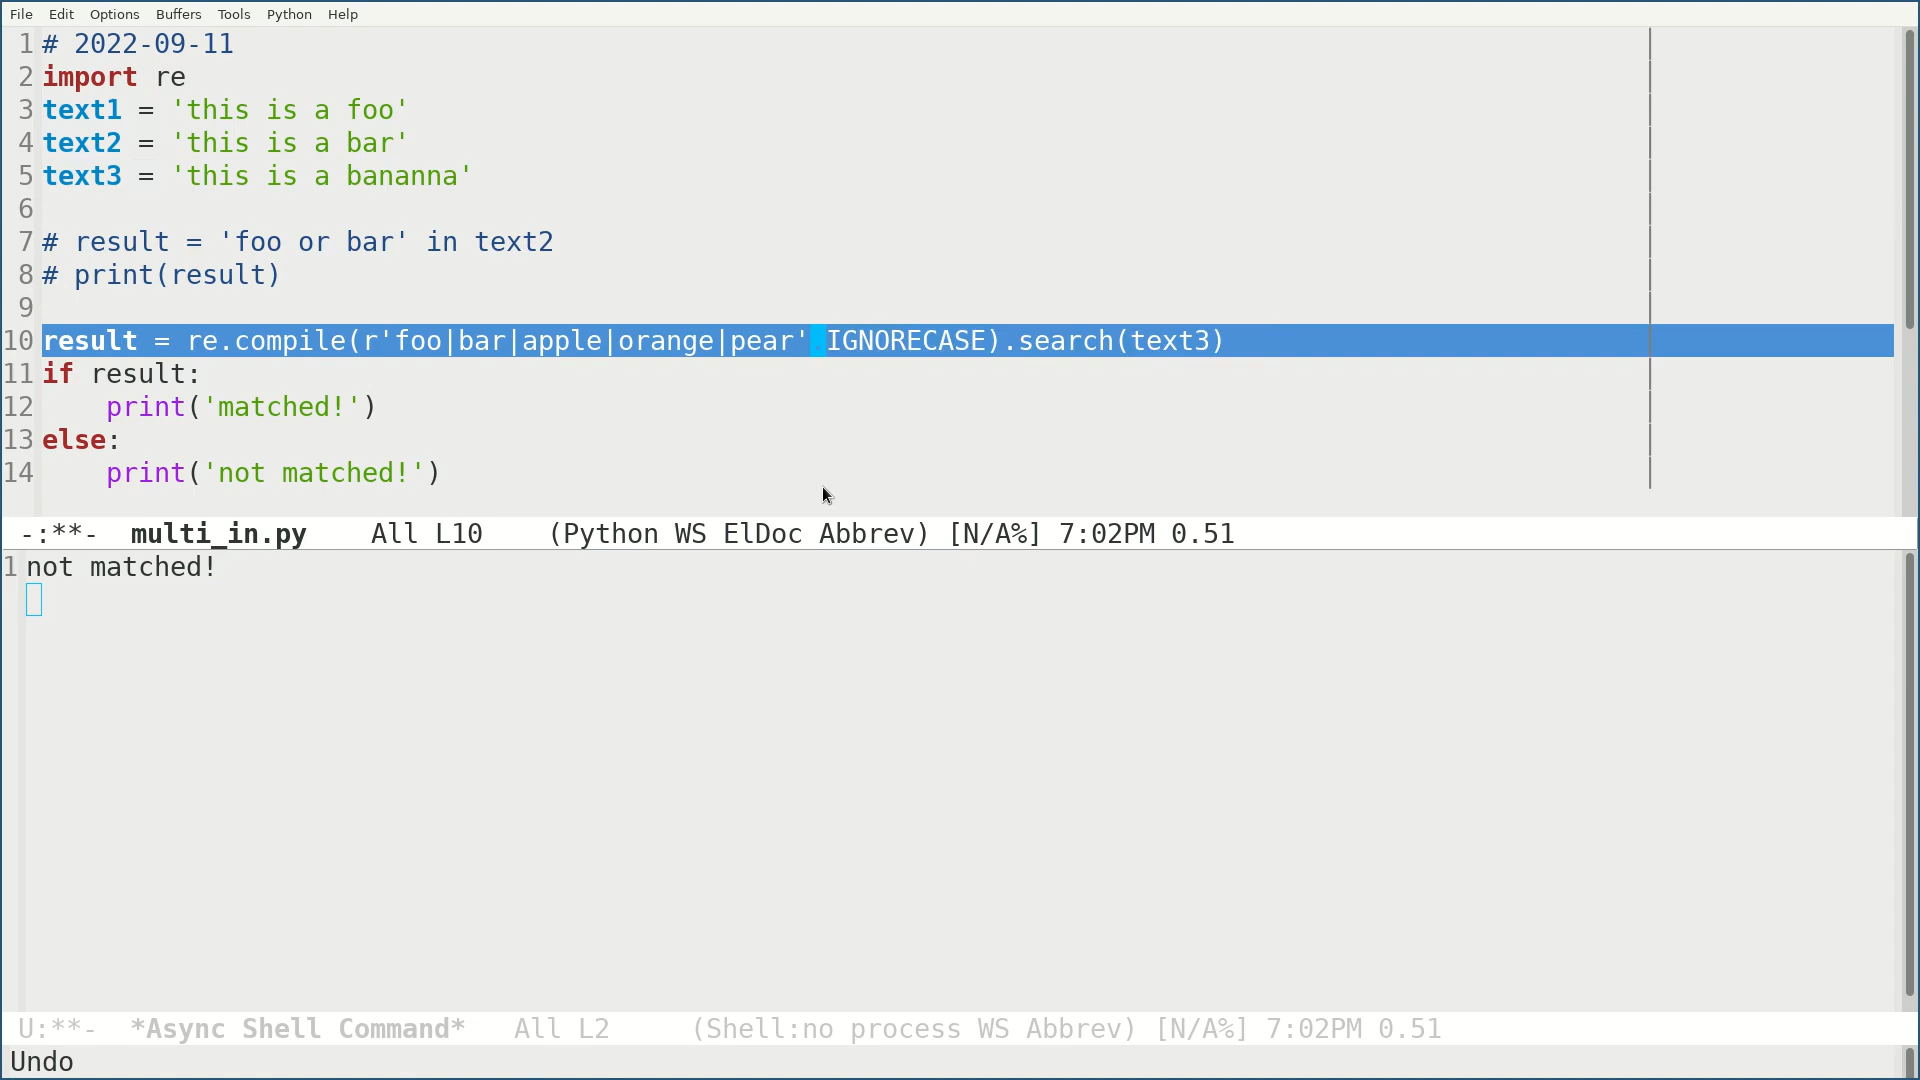 File Edit Options Buffers Tools Python Help
1 # 2022-09-11
2 import re
3 text1 = 'this is a foo'
4 text2 = 'this is a bar'
5 text3 = 'this is a bananna'
6
7 # result = 'foo or bar' in text2
8 # print(result)
9
10 result = re.compile(r'foo|bar|apple|orange|pear' IGNORECASE).search(text3)
11 if result:
12     print('matched!')
13 else:
14     print('not matched!')
-:**-  multi_in.py    All L10    (Python WS ElDoc Abbrev) [N/A%] 7:02PM 0.51
1 not matched!
U:**-  *Async Shell Command*   All L2     (Shell:no process WS Abbrev) [N/A%] 7:02PM 0.51
Undo